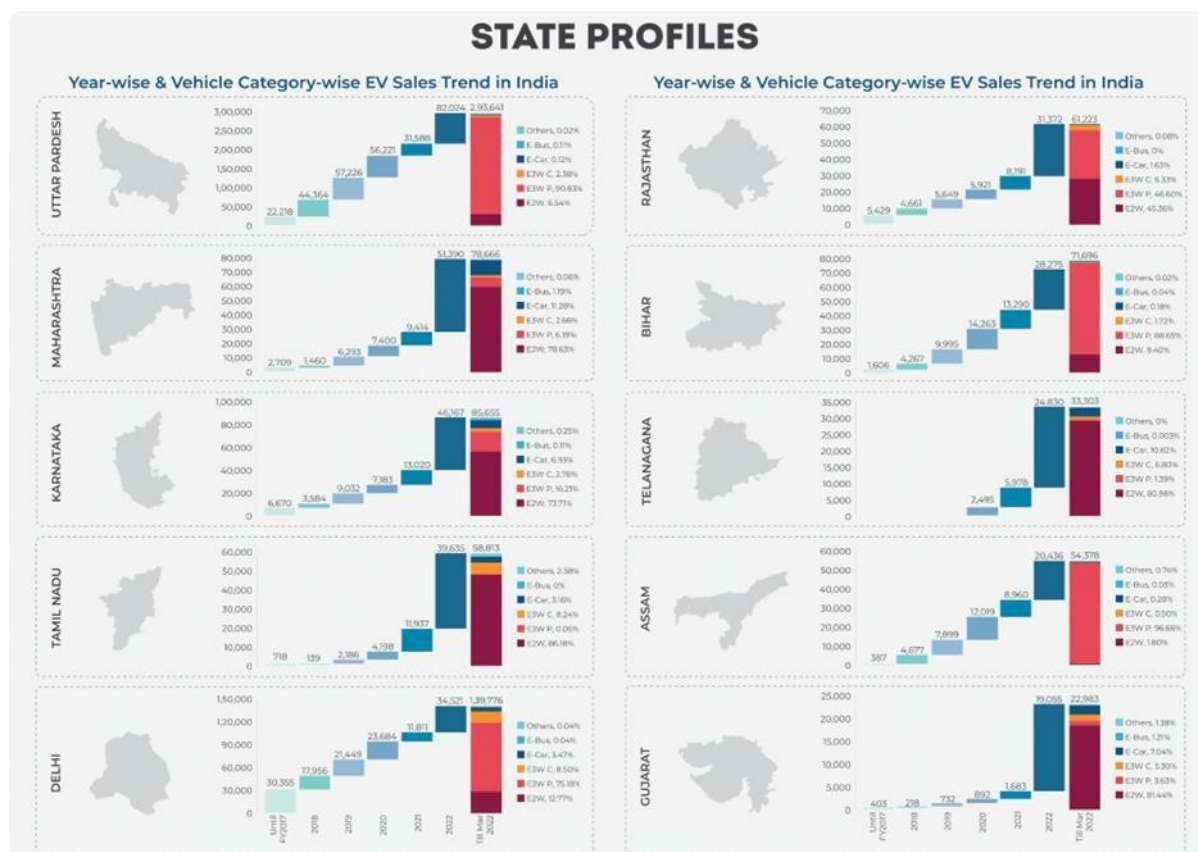 STATE PROFILES
Year-wise & Vehicle Category-wise EV Sales Trend in India
UTTAR PARDESH
3,00,000
2,50,000
2,00,000
1,50,000
1,00,000
50,000
0
22,218
44,364
57,226
56,221
31,588
82,024
2,93,641
Others, 0.02%
E-Bus, 0.11%
E-Car, 0.12%
E3W C, 2.38%
E3W P, 90.83%
E2W, 6.54%
MAHARASHTRA
80,000
70,000
60,000
50,000
40,000
30,000
20,000
10,000
0
2,709
1,460
6,293
7,400
9,414
51,390
78,666
Others, 0.06%
E-Bus, 1.19%
E-Car, 11.28%
E3W C, 2.66%
E3W P, 6.18%
E2W, 78.63%
KARNATAKA
1,00,000
80,000
60,000
40,000
20,000
0
6,670
3,584
9,032
7,183
13,020
46,167
85,655
Others, 0.25%
E-Bus, 0.11%
E-Car, 6.93%
E3W C, 2.78%
E3W P, 16.21%
E2W, 73.71%
TAMIL NADU
60,000
50,000
40,000
30,000
20,000
10,000
0
718
139
2,186
4,198
11,937
39,635
58,813
Others, 2.38%
E-Bus, 0%
E-Car, 3.16%
E3W C, 8.24%
E3W P, 0.05%
E2W, 86.18%
DELHI
1,50,000
1,20,000
90,000
60,000
30,000
0
30,355
17,956
21,449
23,684
11,811
34,521
1,39,776
Others, 0.04%
E-Bus, 0.04%
E-Car, 3.47%
E3W C, 8.50%
E3W P, 75.18%
E2W, 12.77%
Until FY2017
2018
2019
2020
2021
2022
Till Mar 2022
Year-wise & Vehicle Category-wise EV Sales Trend in India
RAJASTHAN
70,000
60,000
50,000
40,000
30,000
20,000
10,000
0
5,429
4,661
5,649
5,921
8,191
31,372
61,223
Others, 0.08%
E-Bus, 0%
E-Car, 1.63%
E3W C, 6.33%
E3W P, 46.60%
E2W, 45.36%
BIHAR
80,000
70,000
60,000
50,000
40,000
30,000
20,000
10,000
0
1,606
4,267
9,995
14,263
13,290
28,275
71,696
Others, 0.02%
E-Bus, 0.04%
E-Car, 0.18%
E3W C, 1.72%
E3W P, 88.65%
E2W, 9.40%
TELANAGANA
35,000
30,000
25,000
20,000
15,000
10,000
5,000
0
2,495
5,978
24,830
33,303
Others, 0%
E-Bus, 0.003%
E-Car, 10.82%
E3W C, 6.80%
E3W P, 1.39%
E2W, 80.98%
ASSAM
60,000
50,000
40,000
30,000
20,000
10,000
0
387
4,677
7,899
12,019
8,960
20,436
54,378
Others, 0.74%
E-Bus, 0.03%
E-Car, 0.28%
E3W C, 0.50%
E3W P, 96.66%
E2W, 1.80%
GUJARAT
25,000
20,000
15,000
10,000
5,000
0
403
218
732
892
1,683
19,055
22,983
Others, 1.38%
E-Bus, 1.21%
E-Car, 7.04%
E3W C, 5.30%
E3W P, 3.63%
E2W, 81.44%
Until FY2017
2018
2019
2020
2021
2022
Till Mar 2022